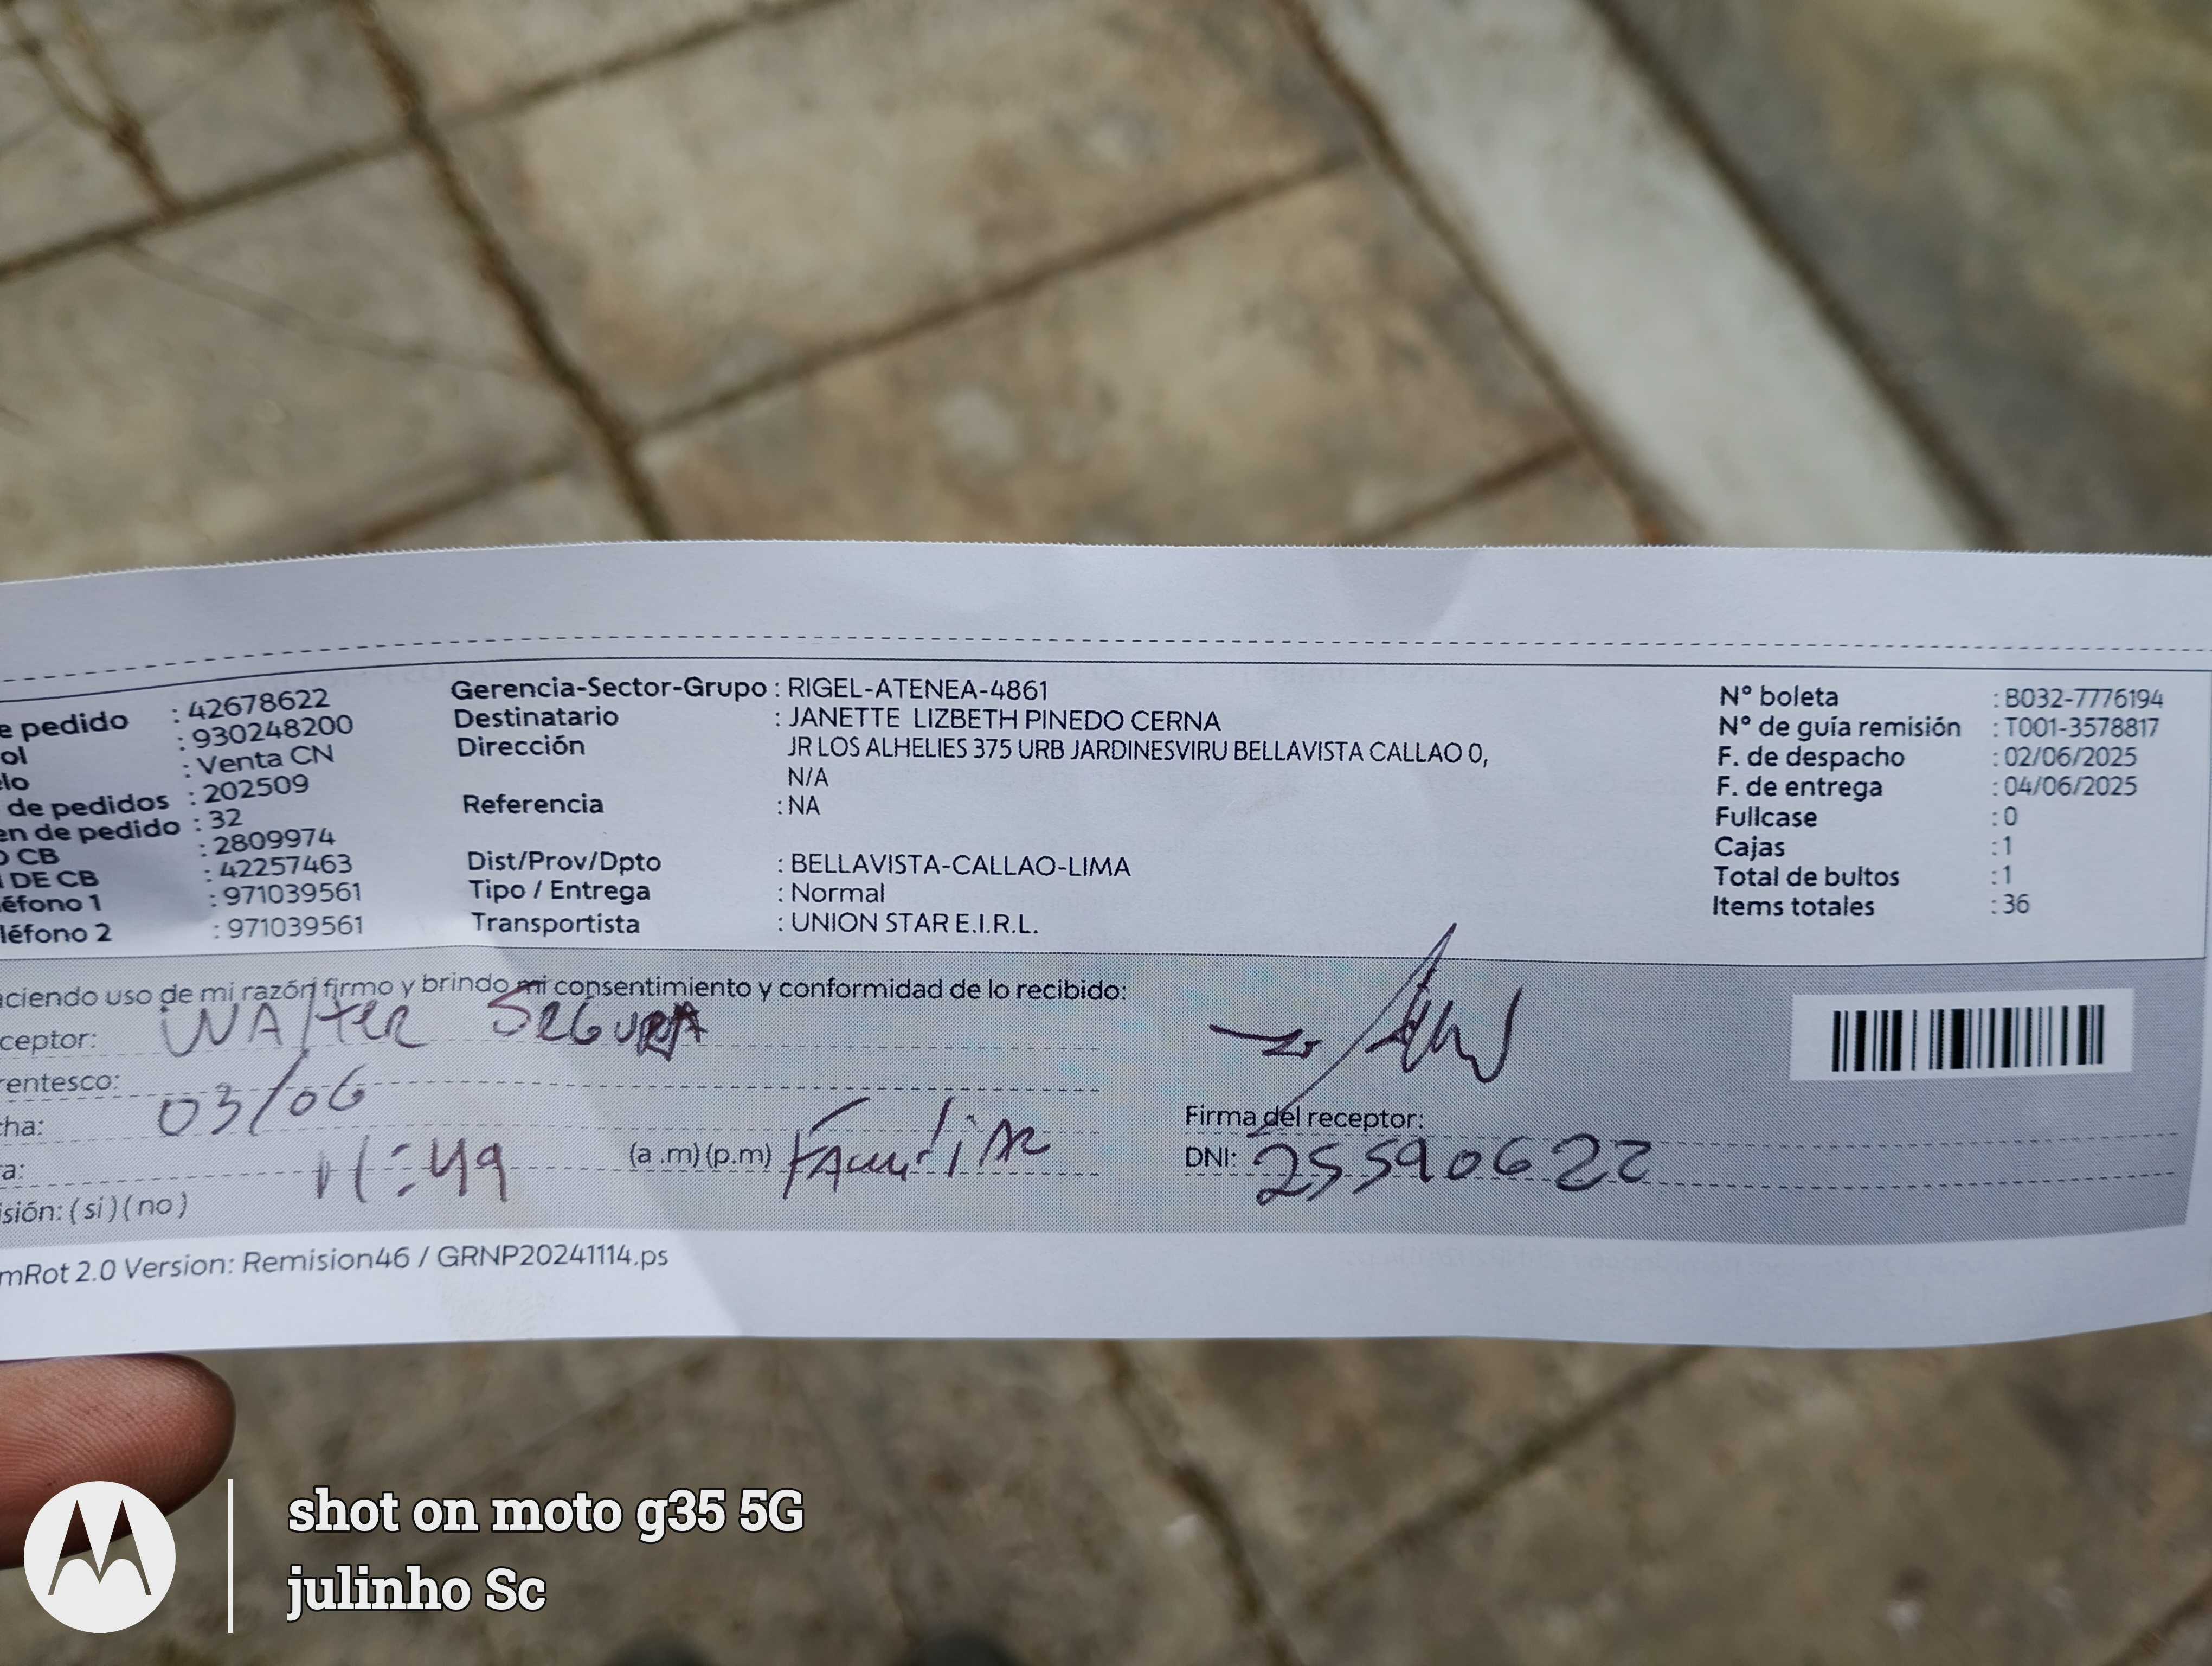 e pedido : 42678622
ol : 930248200
lo : Venta CN
de pedidos : 202509
en de pedido : 32
O CB : 2809974
DE CB : 42257463
éfono 1 : 971039561
léfono 2 : 971039561
Gerencia-Sector-Grupo : RIGEL-ATENEA-4861
Destinatario : JANETTE LIZBETH PINEDO CERNA
Dirección JR LOS ALHELIES 375 URB JARDINESVIRU BELLAVISTA CALLAO 0,
N/A
Referencia : NA
Dist/Prov/Dpto : BELLAVISTA-CALLAO-LIMA
Tipo / Entrega : Normal
Transportista : UNION STAR E.I.R.L.
N° boleta : B032-7776194
N° de guía remisión : T001-3578817
F. de despacho : 02/06/2025
F. de entrega : 04/06/2025
Fullcase : 0
Cajas : 1
Total de bultos : 1
Items totales : 36
ciendo uso de mi razón firmo y brindo mi consentimiento y conformidad de lo recibido:
ceptor: WAlteR SEGURA
rentesco:
ha: 03/06
a: 11:49 (a .m) (p.m) FAmiliAR
isión: ( si ) ( no )
Firma del receptor:
DNI: 25590622
mRot 2.0 Version: Remision46 / GRNP20241114.ps
shot on moto g35 5G
julinho Sc